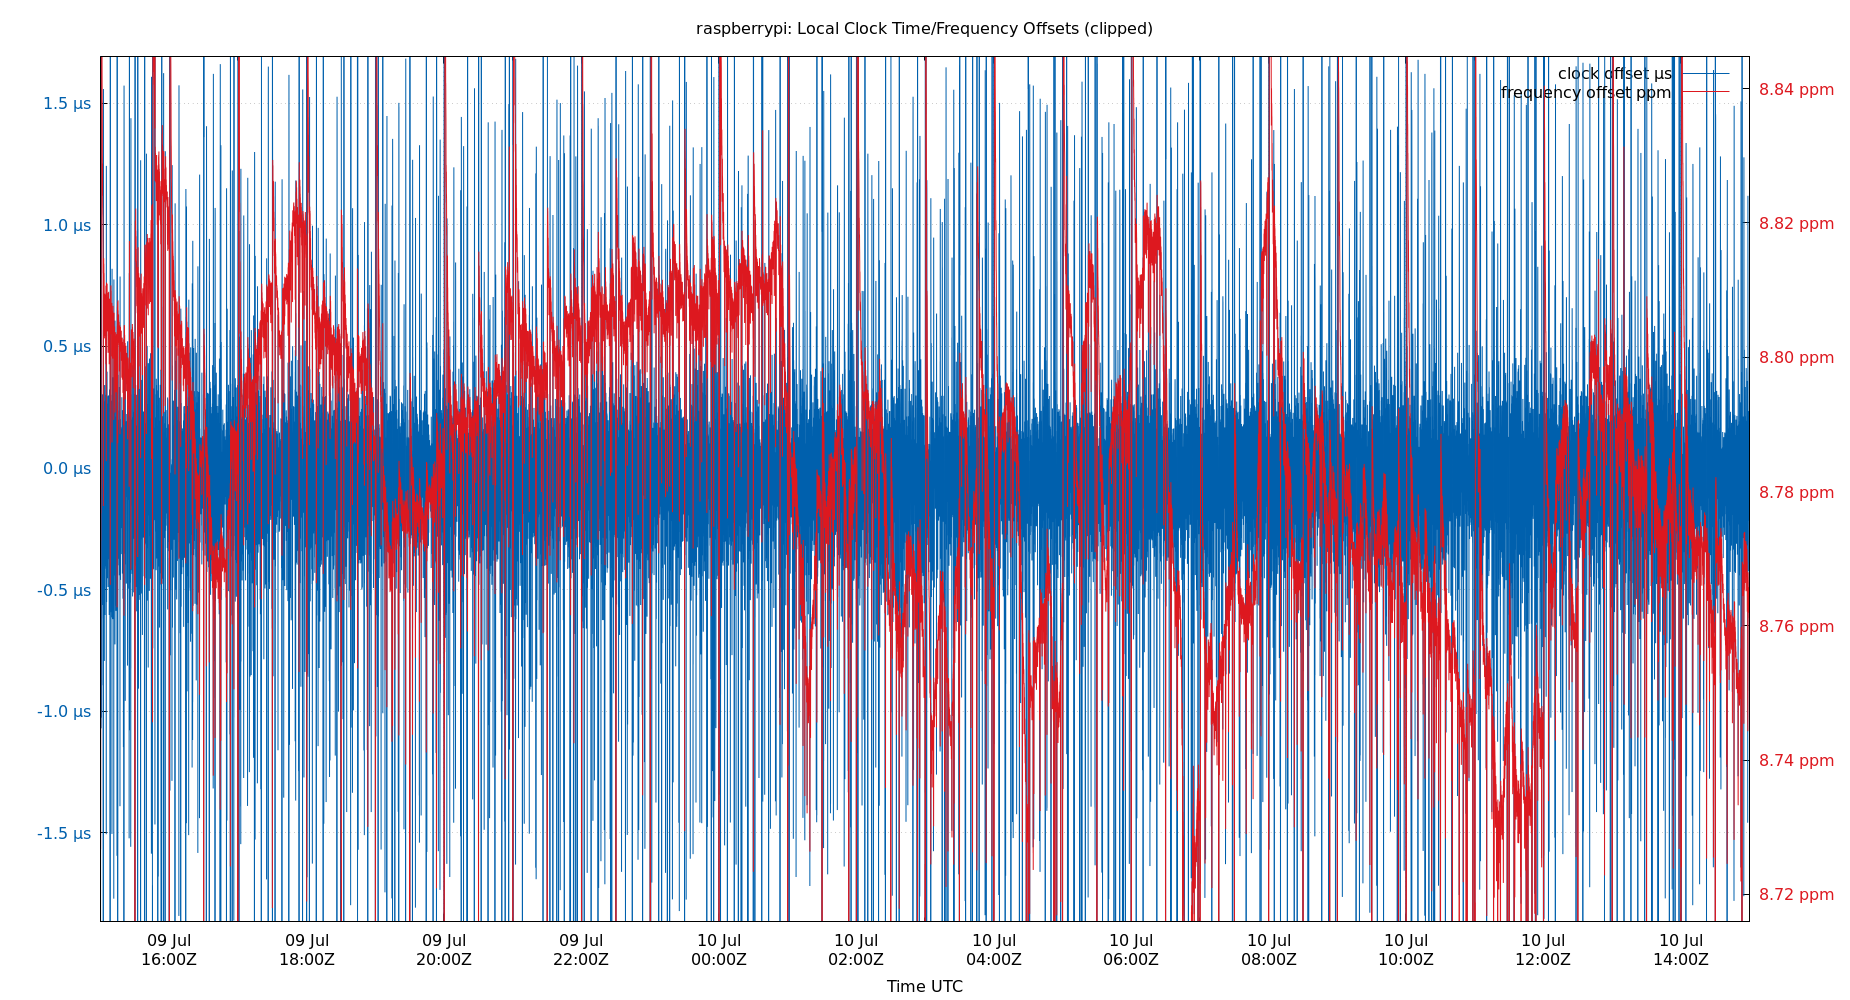 raspberrypi: Local Clock Time/Frequency Offsets (clipped)
clock offset µs
frequency offset ppm
1.5 µs
1.0 µs
0.5 µs
0.0 µs
-0.5 µs
-1.0 µs
-1.5 µs
8.84 ppm
8.82 ppm
8.80 ppm
8.78 ppm
8.76 ppm
8.74 ppm
8.72 ppm
09 Jul 09 Jul 09 Jul 09 Jul 10 Jul 10 Jul 10 Jul 10 Jul 10 Jul 10 Jul 10 Jul 10 Jul
16:00Z 18:00Z 20:00Z 22:00Z 00:00Z 02:00Z 04:00Z 06:00Z 08:00Z 10:00Z 12:00Z 14:00Z
Time UTC